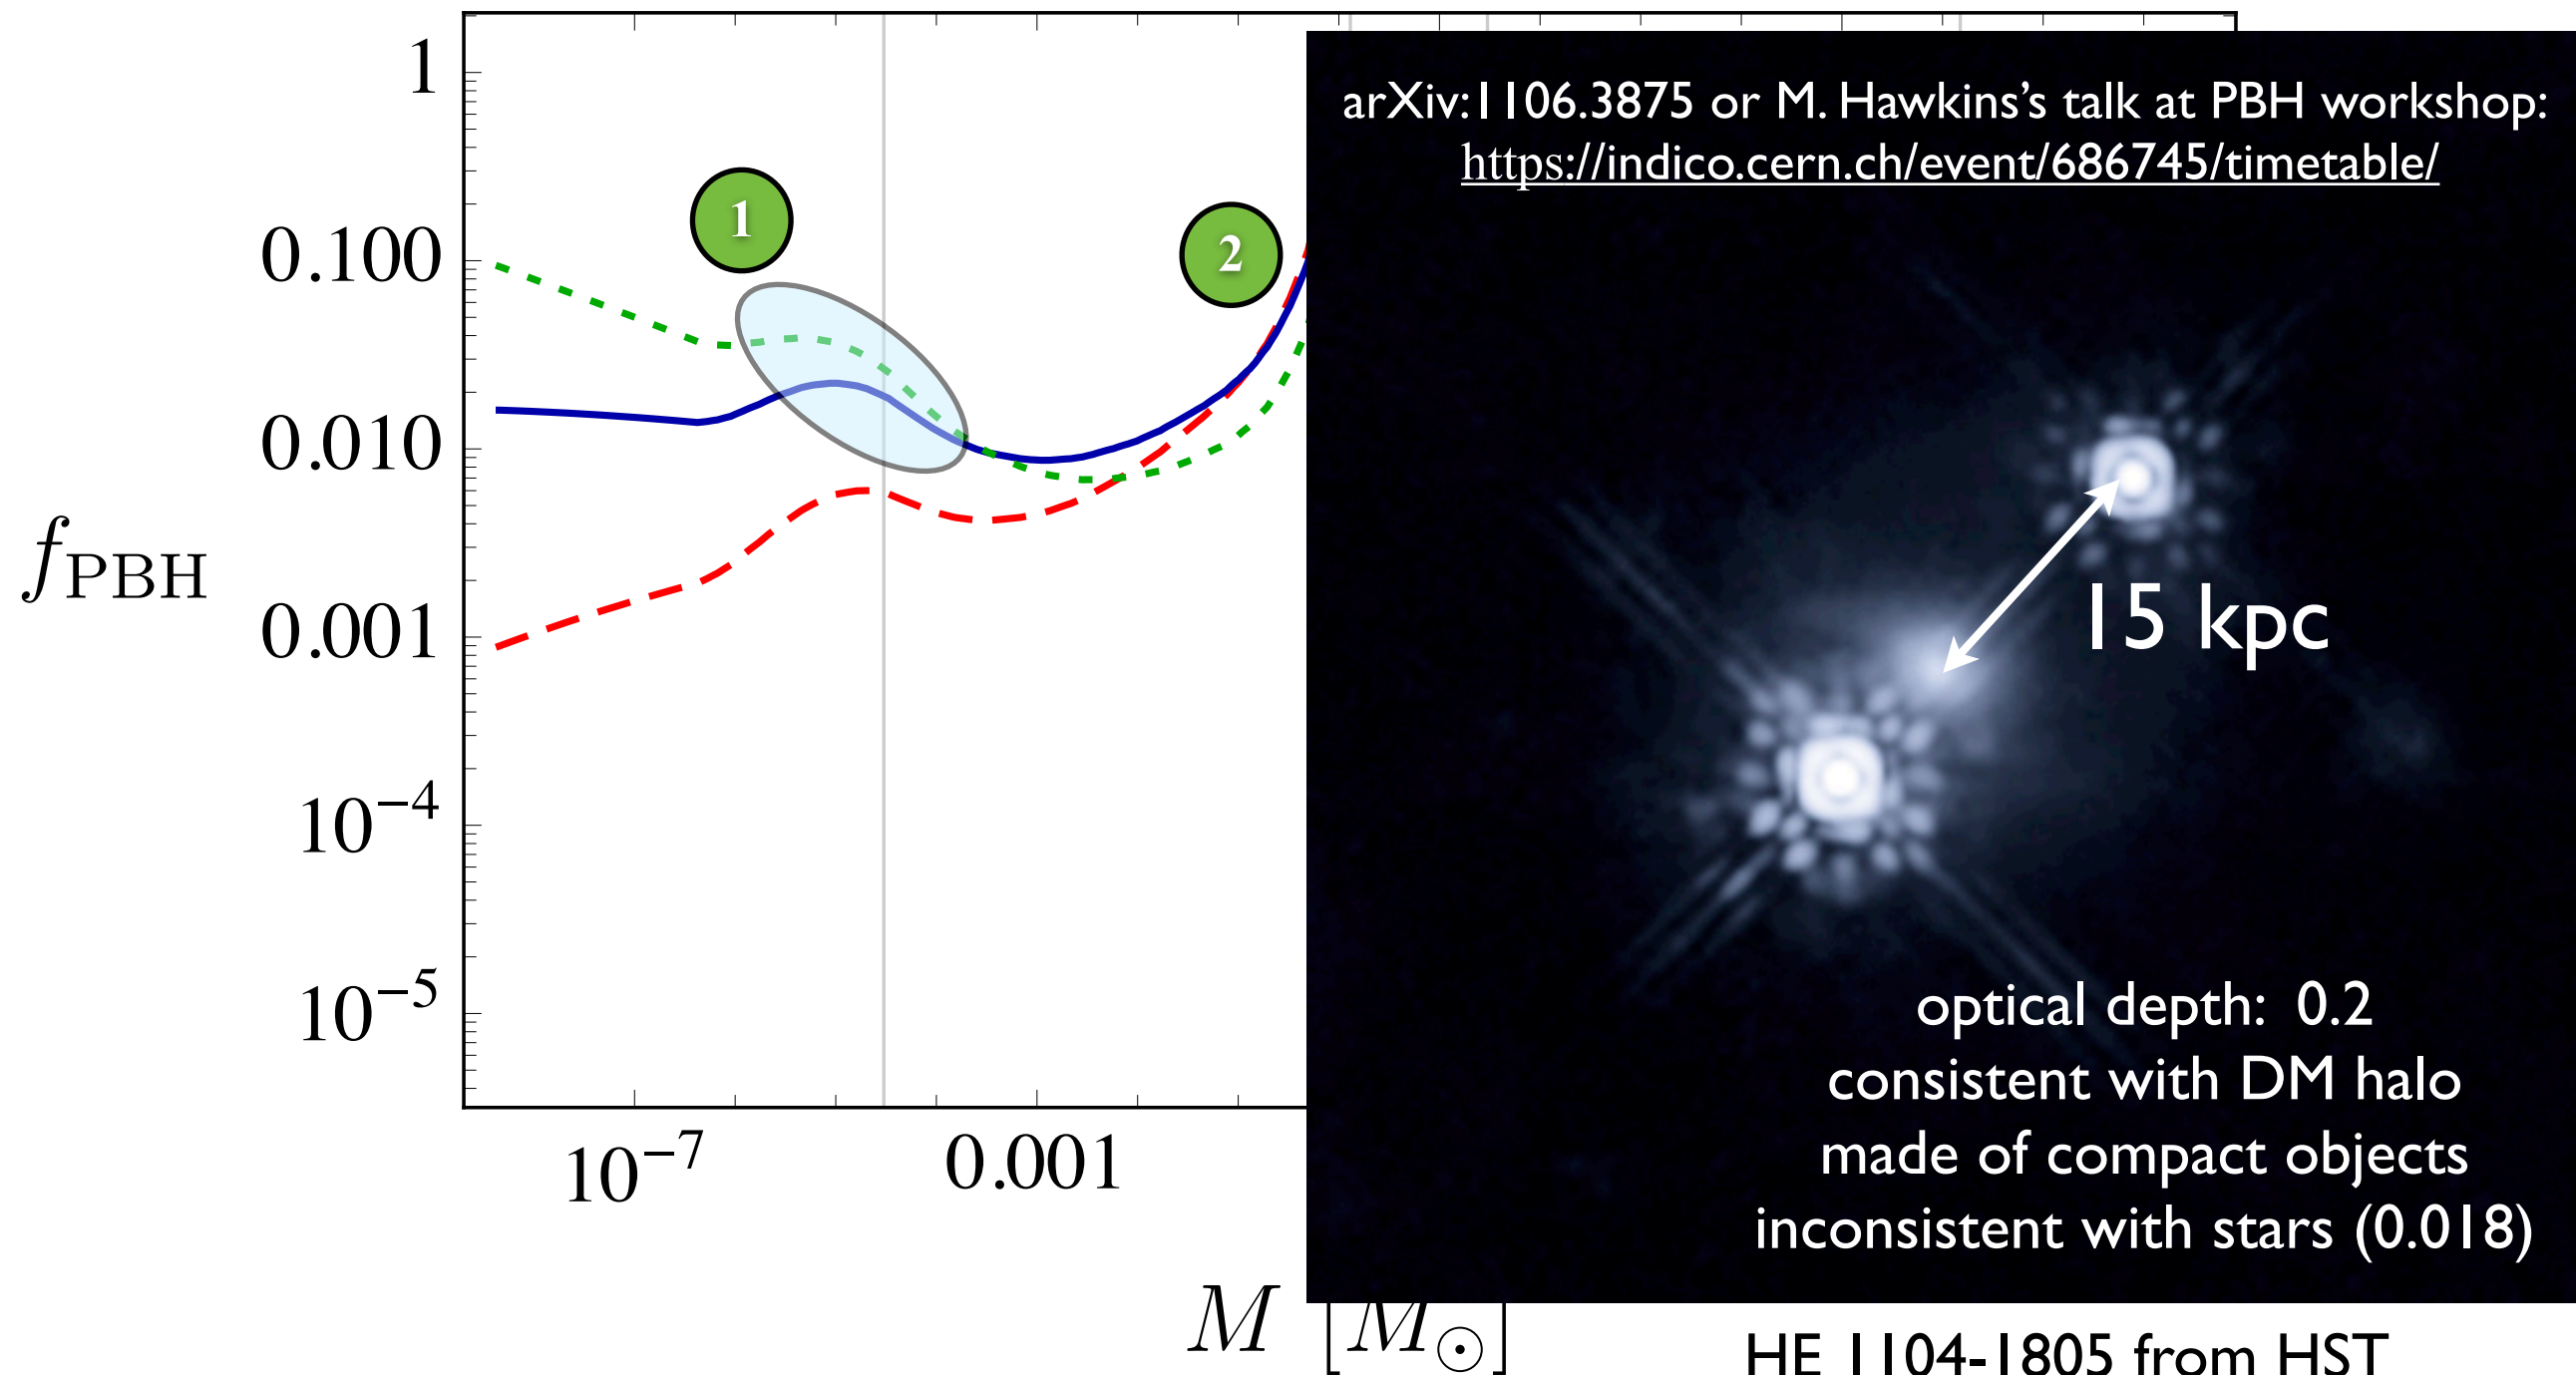 1
0.100
0.010
0.001
10⁻⁴
10⁻⁵
f_PBH
10⁻⁷
0.001
M [M⊙]
1
2
arXiv:1106.3875 or M. Hawkins's talk at PBH workshop:
https://indico.cern.ch/event/686745/timetable/
15 kpc
optical depth: 0.2
consistent with DM halo
made of compact objects
inconsistent with stars (0.018)
HE 1104-1805 from HST